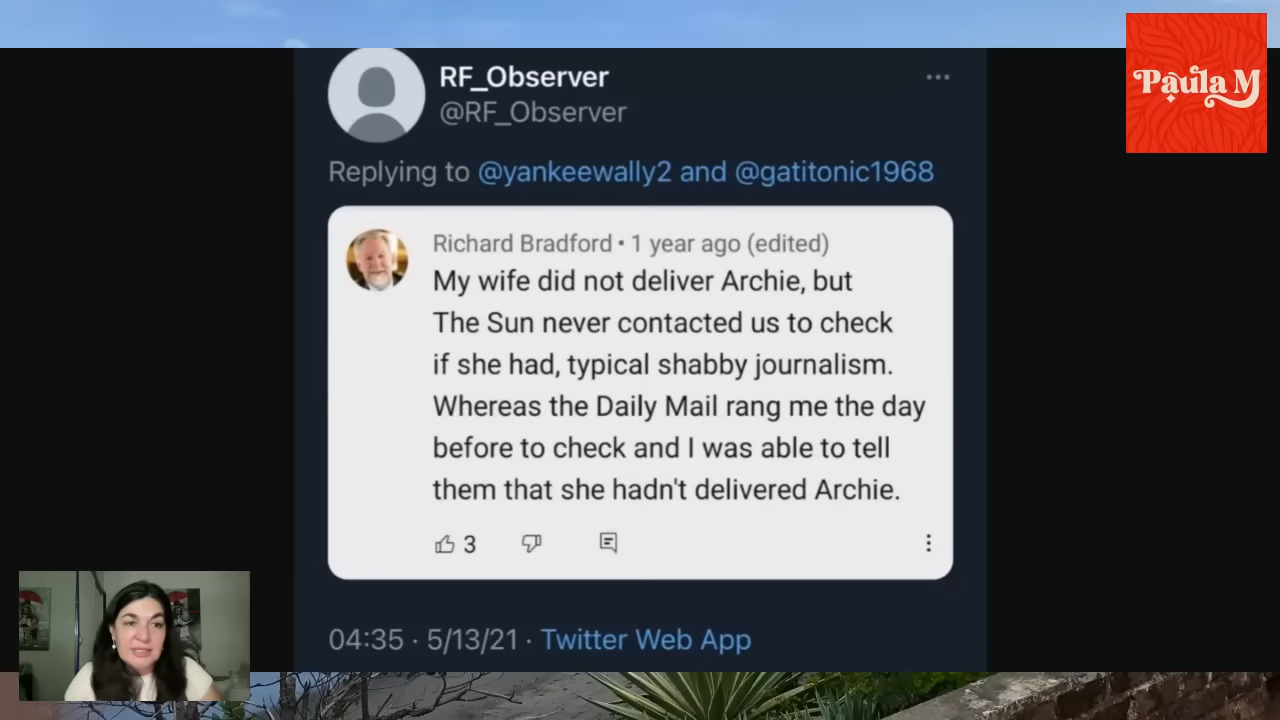 Paula M
RF_Observer
@RF_Observer
Replying to @yankeewally2 and @gatitonic1968
Richard Bradford • 1 year ago (edited)
My wife did not deliver Archie, but
The Sun never contacted us to check
if she had, typical shabby journalism.
Whereas the Daily Mail rang me the day
before to check and I was able to tell
them that she hadn't delivered Archie.
3
04:35 · 5/13/21 · Twitter Web App